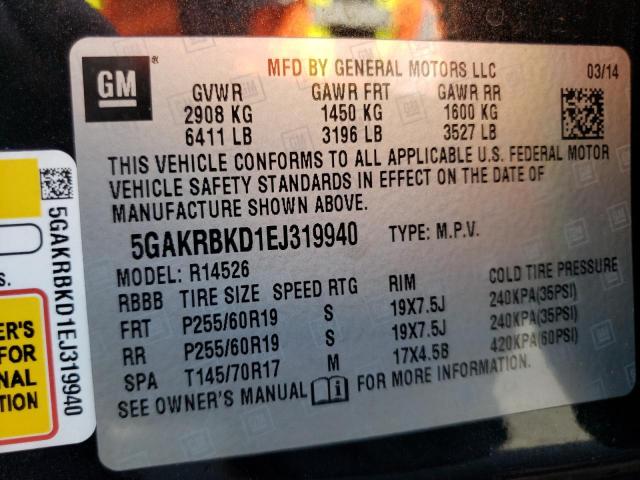 GM
®
MFD BY GENERAL MOTORS LLC
03/14
GVWR
GAWR FRT
GAWR RR
2908 KG
1450 KG
1600 KG
6411 LB
3196 LB
3527 LB
THIS VEHICLE CONFORMS TO ALL APPLICABLE U.S. FEDERAL MOTOR
VEHICLE SAFETY STANDARDS IN EFFECT ON THE DATE OF
MANUFACTURE SHOWN ABOVE.
5GAKRBKD1EJ319940
TYPE: M.P.V.
MODEL: R14526
RBBB TIRE SIZE SPEED RTG RIM COLD TIRE PRESSURE
FRT P255/60R19 S 19X7.5J 240KPA(35PSI)
RR P255/60R19 S 19X7.5J 240KPA(35PSI)
SPA T145/70R17 M 17X4.5B 420KPA(60PSI)
SEE OWNER'S MANUAL FOR MORE INFORMATION.
5GAKRBKD1EJ319940
S.
ER'S
FOR
NAL
TION